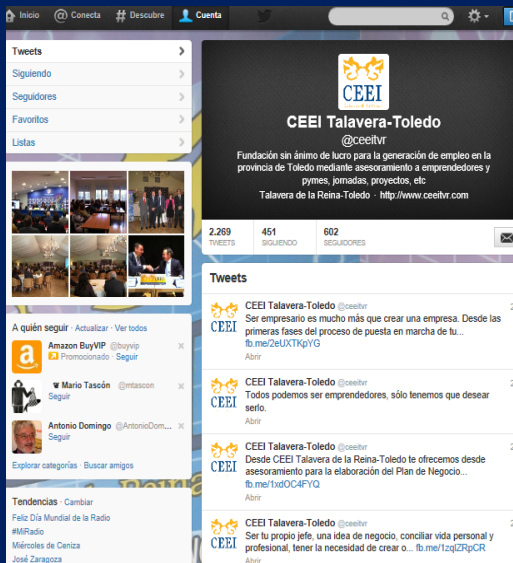 Inicio @ Conecta # Descubre Cuenta
Tweets
Siguiendo
Seguidores
Favoritos
Listas
CEEI
CEEI Talavera-Toledo
@ceeitvr
Fundación sin ánimo de lucro para la generación de empleo en la
provincia de Toledo mediante asesoramiento a emprendedores y
pymes, jornadas, proyectos, etc
Talavera de la Reina-Toledo · http://www.ceeitvr.com
2.269 451 602
TWEETS SIGUIENDO SEGUIDORES
A quién seguir · Actualizar · Ver todos
Amazon BuyVIP @buyvip
Promocionado · Seguir
Mario Tascón @mtascon
Seguir
Antonio Domingo @AntonioDom...
Seguir
Explorar categorías · Buscar amigos
Tendencias · Cambiar
Feliz Día Mundial de la Radio
#MiRadio
Miércoles de Ceniza
José Zaragoza
Tweets
CEEI Talavera-Toledo @ceeitvr
Ser empresario es mucho más que crear una empresa. Desde las
primeras fases del proceso de puesta en marcha de tu...
fb.me/2eUXTKpYG
Abrir
CEEI
CEEI Talavera-Toledo @ceeitvr
Todos podemos ser emprendedores, sólo tenemos que desear
serlo.
Abrir
CEEI
CEEI Talavera-Toledo @ceeitvr
Desde CEEI Talavera de la Reina-Toledo te ofrecemos desde
asesoramiento para la elaboración del Plan de Negocio...
fb.me/1xdOC4FYQ
Abrir
CEEI
CEEI Talavera-Toledo @ceeitvr
Ser tu propio jefe, una idea de negocio, conciliar vida personal y
profesional, tener la necesidad de crear o... fb.me/1zqlZRpCR
Abrir
CEEI